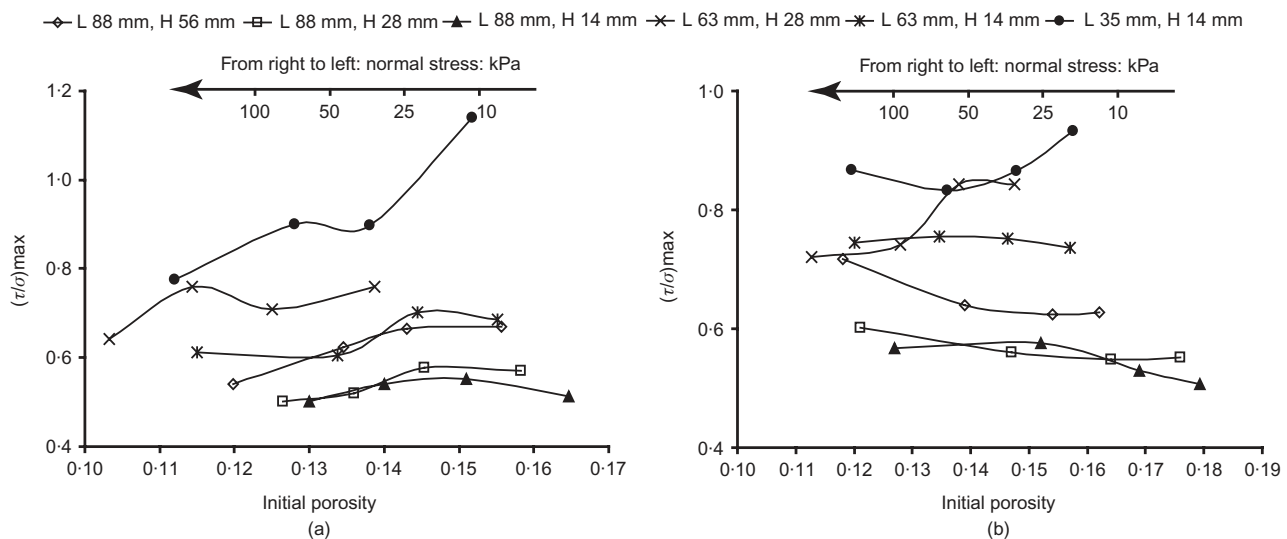 L 88 mm, H 56 mm L 88 mm, H 28 mm L 88 mm, H 14 mm L 63 mm, H 28 mm L 63 mm, H 14 mm L 35 mm, H 14 mm
From right to left: normal stress: kPa
100 50 25 10
1·2
1·0
0·8
0·6
0·4
(τ/σ)max
0·10 0·11 0·12 0·13 0·14 0·15 0·16 0·17
Initial porosity
(a)
From right to left: normal stress: kPa
100 50 25 10
1·0
0·8
0·6
0·4
(τ/σ)max
0·10 0·11 0·12 0·13 0·14 0·15 0·16 0·17 0·18 0·19
Initial porosity
(b)